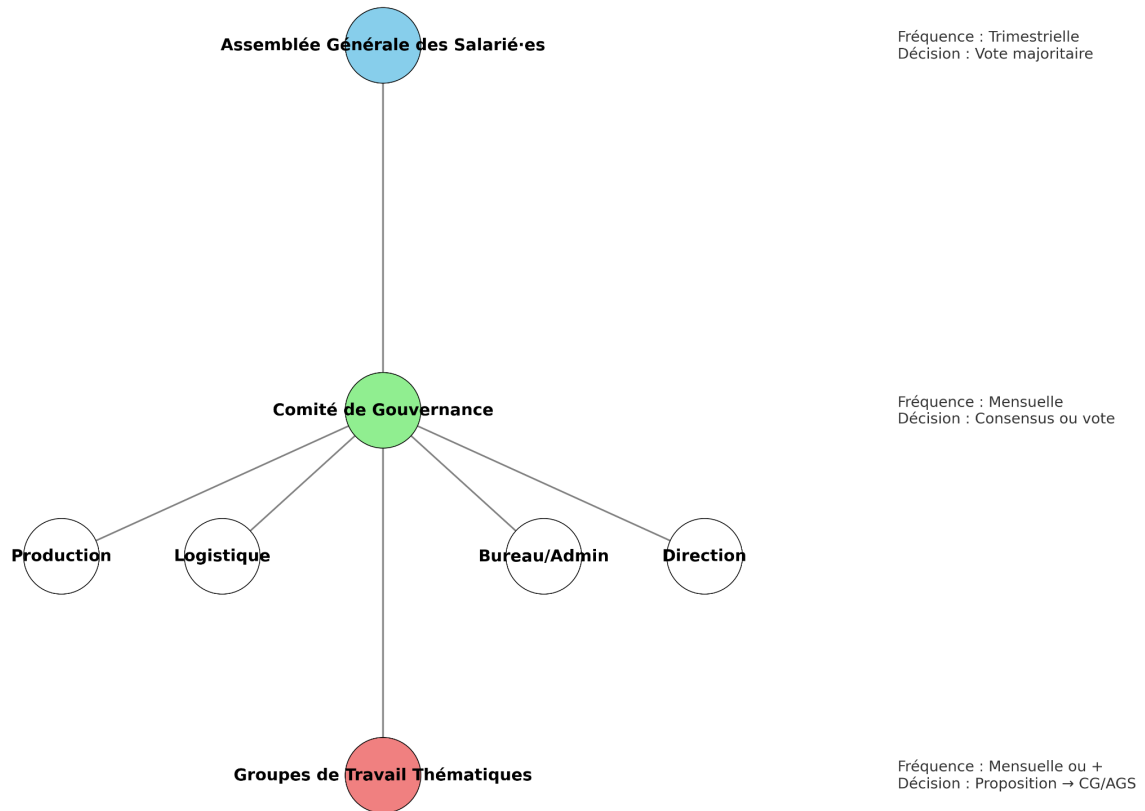 Assemblée Générale des Salarié·es
Fréquence : Trimestrielle
Décision : Vote majoritaire
Comité de Gouvernance
Fréquence : Mensuelle
Décision : Consensus ou vote
Production
Logistique
Bureau/Admin
Direction
Groupes de Travail Thématiques
Fréquence : Mensuelle ou +
Décision : Proposition → CG/AGS